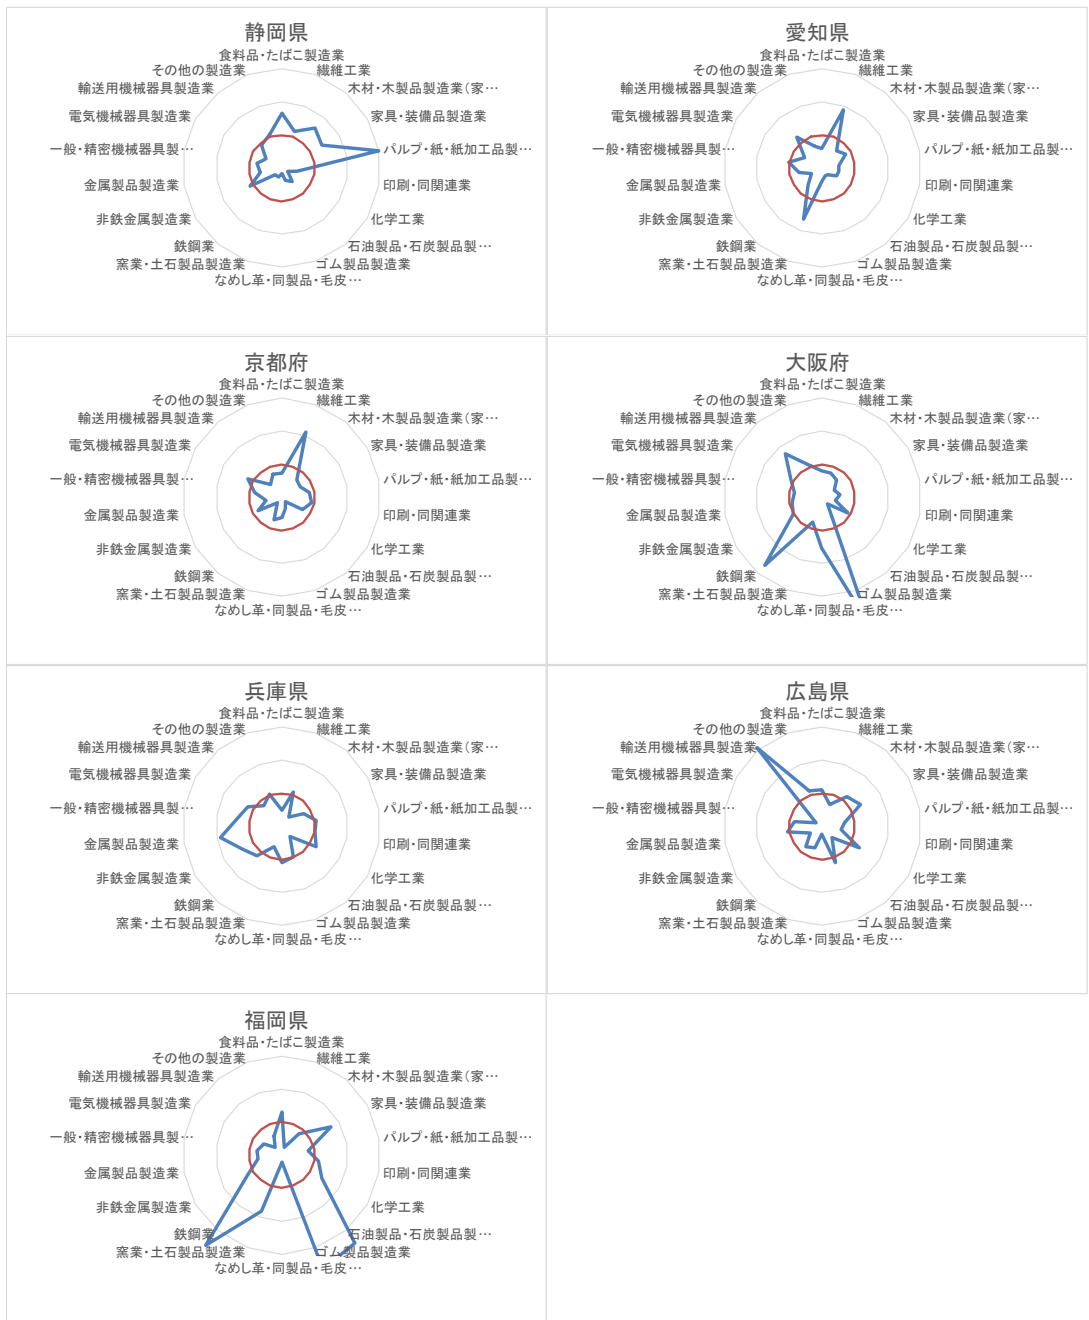 静岡県
食料品・たばこ製造業
その他の製造業
繊維工業
輸送用機械器具製造業
木材・木製品製造業(家…
電気機械器具製造業
家具・装備品製造業
一般・精密機械器具製…
パルプ・紙・紙加工品製…
金属製品製造業
印刷・同関連業
非鉄金属製造業
化学工業
鉄鋼業
石油製品・石炭製品製…
窯業・土石製品製造業
ゴム製品製造業
なめし革・同製品・毛皮…
愛知県
食料品・たばこ製造業
その他の製造業
繊維工業
輸送用機械器具製造業
木材・木製品製造業(家…
電気機械器具製造業
家具・装備品製造業
一般・精密機械器具製…
パルプ・紙・紙加工品製…
金属製品製造業
印刷・同関連業
非鉄金属製造業
化学工業
鉄鋼業
石油製品・石炭製品製…
窯業・土石製品製造業
ゴム製品製造業
なめし革・同製品・毛皮…
京都府
食料品・たばこ製造業
その他の製造業
繊維工業
輸送用機械器具製造業
木材・木製品製造業(家…
電気機械器具製造業
家具・装備品製造業
一般・精密機械器具製…
パルプ・紙・紙加工品製…
金属製品製造業
印刷・同関連業
非鉄金属製造業
化学工業
鉄鋼業
石油製品・石炭製品製…
窯業・土石製品製造業
ゴム製品製造業
なめし革・同製品・毛皮…
大阪府
食料品・たばこ製造業
その他の製造業
繊維工業
輸送用機械器具製造業
木材・木製品製造業(家…
電気機械器具製造業
家具・装備品製造業
一般・精密機械器具製…
パルプ・紙・紙加工品製…
金属製品製造業
印刷・同関連業
非鉄金属製造業
化学工業
鉄鋼業
石油製品・石炭製品製…
窯業・土石製品製造業
ゴム製品製造業
なめし革・同製品・毛皮…
兵庫県
食料品・たばこ製造業
その他の製造業
繊維工業
輸送用機械器具製造業
木材・木製品製造業(家…
電気機械器具製造業
家具・装備品製造業
一般・精密機械器具製…
パルプ・紙・紙加工品製…
金属製品製造業
印刷・同関連業
非鉄金属製造業
化学工業
鉄鋼業
石油製品・石炭製品製…
窯業・土石製品製造業
ゴム製品製造業
なめし革・同製品・毛皮…
広島県
食料品・たばこ製造業
その他の製造業
繊維工業
輸送用機械器具製造業
木材・木製品製造業(家…
電気機械器具製造業
家具・装備品製造業
一般・精密機械器具製…
パルプ・紙・紙加工品製…
金属製品製造業
印刷・同関連業
非鉄金属製造業
化学工業
鉄鋼業
石油製品・石炭製品製…
窯業・土石製品製造業
ゴム製品製造業
なめし革・同製品・毛皮…
福岡県
食料品・たばこ製造業
その他の製造業
繊維工業
輸送用機械器具製造業
木材・木製品製造業(家…
電気機械器具製造業
家具・装備品製造業
一般・精密機械器具製…
パルプ・紙・紙加工品製…
金属製品製造業
印刷・同関連業
非鉄金属製造業
化学工業
鉄鋼業
石油製品・石炭製品製…
窯業・土石製品製造業
ゴム製品製造業
なめし革・同製品・毛皮…